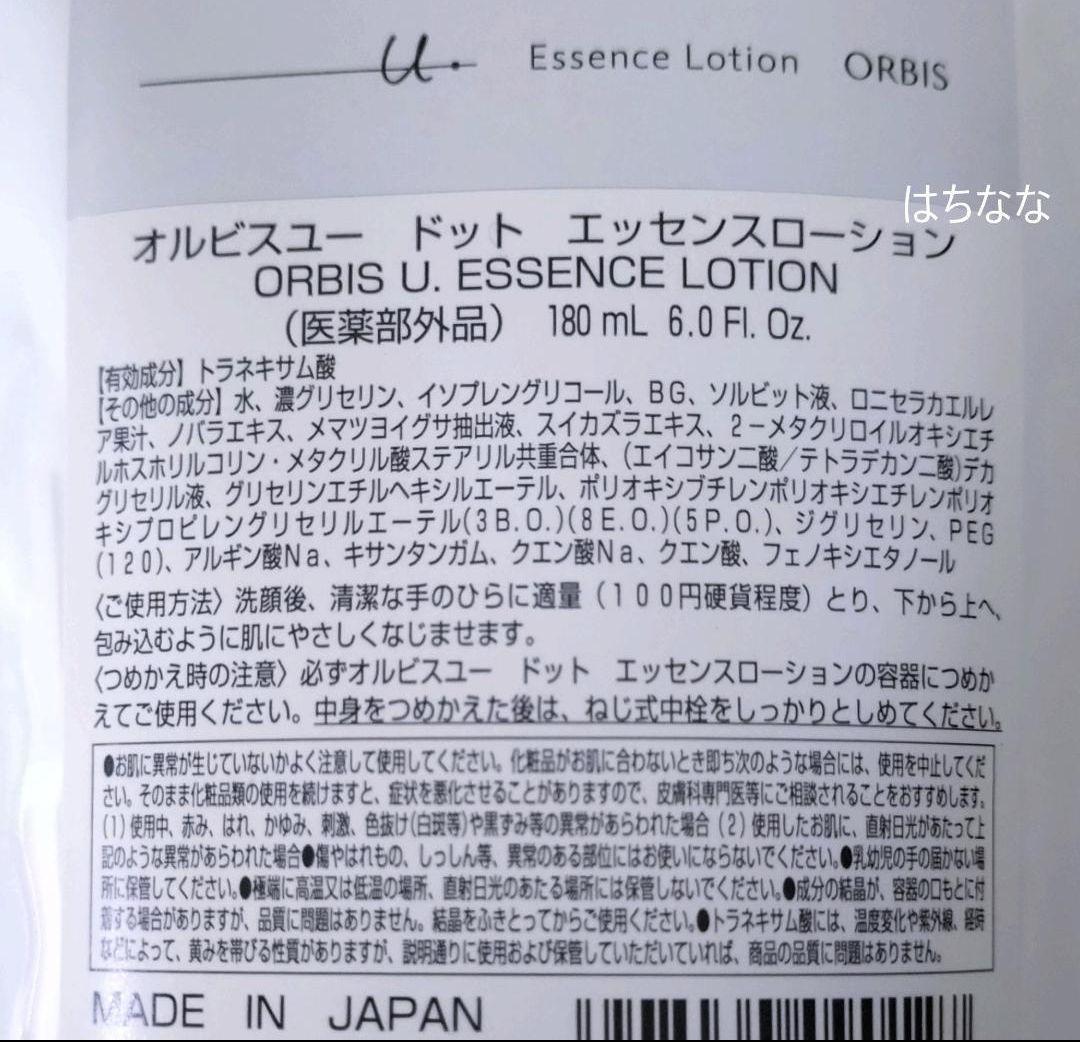 u. Essence Lotion ORBIS
はちなな
オルビスユー ドット エッセンスローション
ORBIS U. ESSENCE LOTION
（医薬部外品） 180 mL 6.0 Fl. Oz.
【有効成分】トラネキサム酸
【その他の成分】水、濃グリセリン、イソプレングリコール、BG、ソルビット液、ロニセラカエルレ
ア果汁、ノバラエキス、メマツヨイグサ抽出液、スイカズラエキス、２－メタクリロイルオキシエチ
ルホスホリルコリン・メタクリル酸ステアリル共重合体、（エイコサン二酸／テトラデカン二酸）デカ
グリセリル液、グリセリンエチルヘキシルエーテル、ポリオキシブチレンポリオキシエチレンポリオ
キシプロピレングリセリルエーテル(３B.O.)(８E.O.)(５P.O.)、ジグリセリン、PEG
(１２０)、アルギン酸Na、キサンタンガム、クエン酸Na、クエン酸、フェノキシエタノール
〈ご使用方法〉洗顔後、清潔な手のひらに適量（１００円硬貨程度）とり、下から上へ、
包み込むように肌にやさしくなじませます。
〈つめかえ時の注意〉必ずオルビスユー ドット エッセンスローションの容器につめか
えてご使用ください。中身をつめかえた後は、ねじ式中栓をしっかりとしめてください。
●お肌に異常が生じていないかよく注意して使用してください。化粧品がお肌に合わないとき即ち次のような場合には、使用を中止してくだ
さい。そのまま化粧品類の使用を続けますと、症状を悪化させることがありますので、皮膚科専門医等にご相談されることをおすすめします。
(1) 使用中、赤み、はれ、かゆみ、刺激、色抜け(白斑等)や黒ずみ等の異常があらわれた場合 (2) 使用したお肌に、直射日光があたって上
記のような異常があらわれた場合●傷やはれもの、しっしん等、異常のある部位にはお使いにならないでください。●乳幼児の手の届かない場
所に保管してください。●極端に高温又は低温の場所、直射日光のあたる場所には保管しないでください。●成分の結晶が、容器の口もとに付
着する場合がありますが、品質に問題はありません。結晶をふきとってからご使用ください。●トラネキサム酸には、温度変化や紫外線、経時
などによって、黄みを帯びる性質がありますが、説明通りに使用および保管していただいていれば、商品の品質に問題はありません。
MADE IN JAPAN